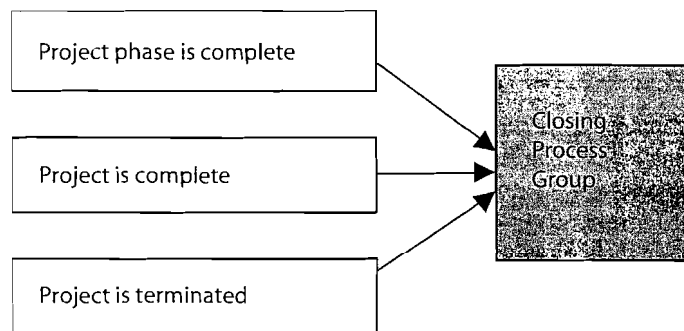 Project phase is complete
Project is complete
Project is terminated
Closing
Process
Group